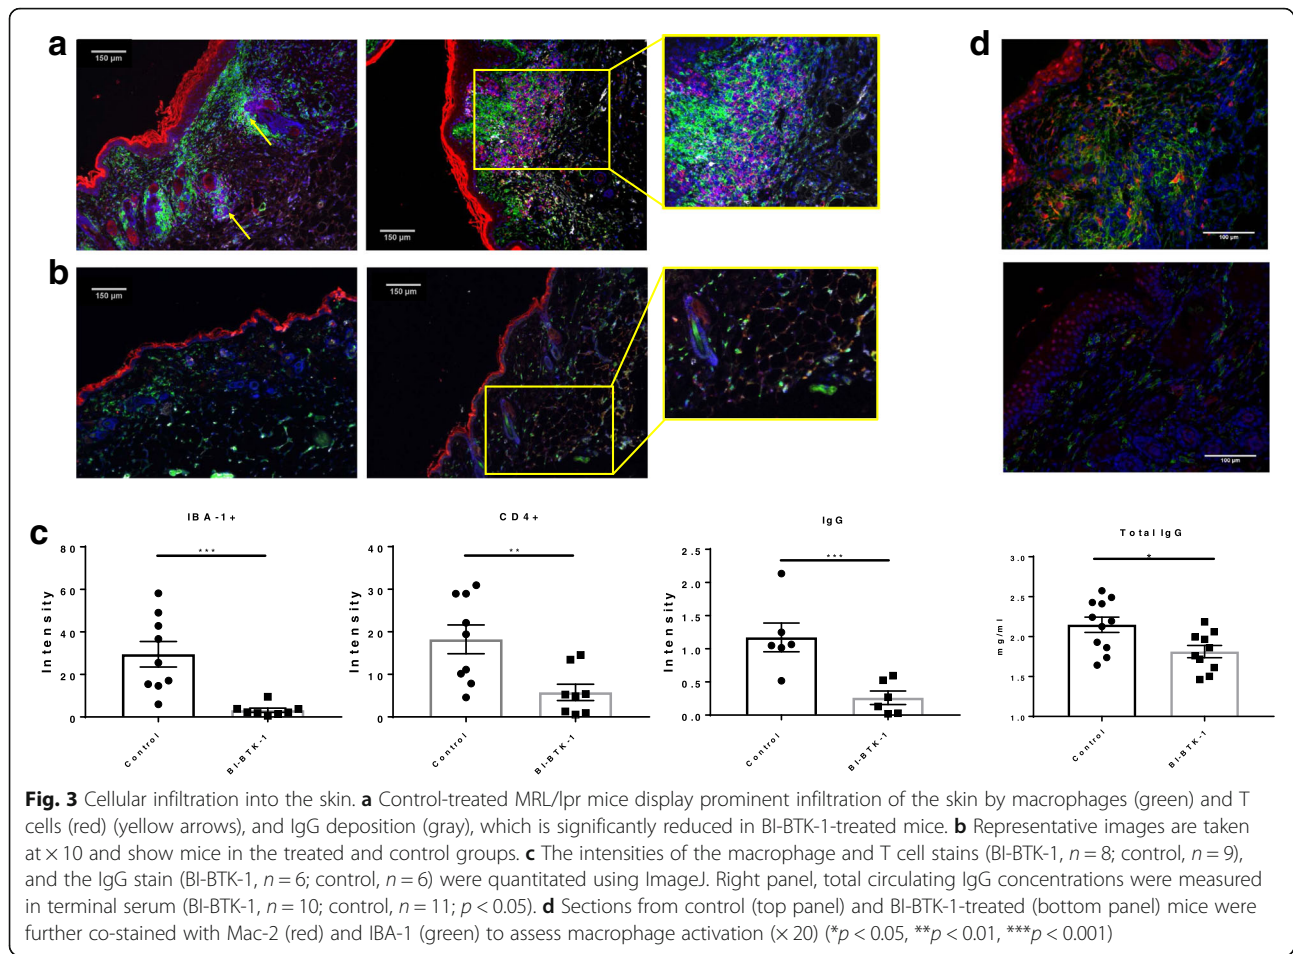 a
150 µm
150 µm
d
100 µm
b
150 µm
150 µm
100 µm
c
IBA-1+
80
60
40
20
0
Intensity
***
Control
BI-BTK-1
CD4+
40
30
20
10
0
Intensity
**
Control
BI-BTK-1
IgG
2.5
2.0
1.5
1.0
0.5
0.0
Intensity
***
Control
BI-BTK-1
Total IgG
3.0
2.5
2.0
1.5
1.0
mg/ml
*
Control
BI-BTK-1
Fig. 3 Cellular infiltration into the skin. a Control-treated MRL/lpr mice display prominent infiltration of the skin by macrophages (green) and T
cells (red) (yellow arrows), and IgG deposition (gray), which is significantly reduced in BI-BTK-1-treated mice. b Representative images are taken
at × 10 and show mice in the treated and control groups. c The intensities of the macrophage and T cell stains (BI-BTK-1, n = 8; control, n = 9),
and the IgG stain (BI-BTK-1, n = 6; control, n = 6) were quantitated using ImageJ. Right panel, total circulating IgG concentrations were measured
in terminal serum (BI-BTK-1, n = 10; control, n = 11; p < 0.05). d Sections from control (top panel) and BI-BTK-1-treated (bottom panel) mice were
further co-stained with Mac-2 (red) and IBA-1 (green) to assess macrophage activation (× 20) (*p < 0.05, **p < 0.01, ***p < 0.001)